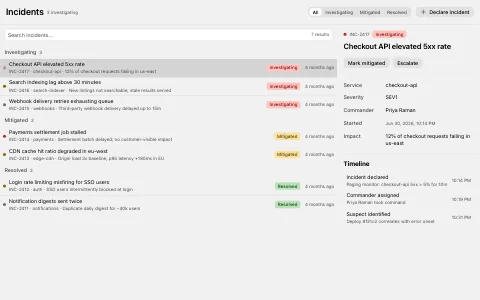 Incidents 3 investigating
All Investigating Mitigated Resolved
+ Declare incident
Search incidents...
7 results
Investigating 3
Checkout API elevated 5xx rate
INC-2417 · checkout-api · 12% of checkout requests failing in us-east
Investigating 4 months ago
Search indexing lag above 30 minutes
INC-2416 · search-indexer · New listings not searchable, stale results served
Investigating 4 months ago
Webhook delivery retries exhausting queue
INC-2415 · webhooks · Third-party webhook delivery delayed up to 15m
Investigating 4 months ago
Mitigated 2
Payments settlement job stalled
INC-2414 · payments · Settlement batch delayed; no customer-visible impact
Mitigated 4 months ago
CDN cache hit ratio degraded in eu-west
INC-2413 · edge-cdn · Origin load 3x baseline, p95 latency +180ms in EU
Mitigated 4 months ago
Resolved 2
Login rate limiting misfiring for SSO users
INC-2412 · auth · SSO users intermittently blocked at login
Resolved 4 months ago
Notification digests sent twice
INC-2411 · notifications · Duplicate daily digest for ~40k users
Resolved 4 months ago
INC-2417 Investigating
Checkout API elevated 5xx rate
Mark mitigated Escalate
Service checkout-api
Severity SEV1
Commander Priya Raman
Started Jun 30, 2026, 10:14 PM
Impact 12% of checkout requests failing in
us-east
Timeline
Incident declared
Paging monitor: checkout-api 5xx > 5% for 10m
10:14 PM
Commander assigned
Priya Raman took command
10:19 PM
Suspect identified
Deploy correlates with error onset
10:31 PM